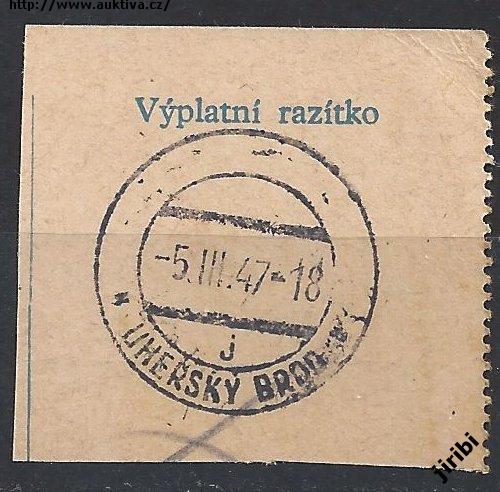 http://www.auktiva.cz/
Výplatní razítko
-5.III.47-18
j
UHERSKÝ BROD
jiribi